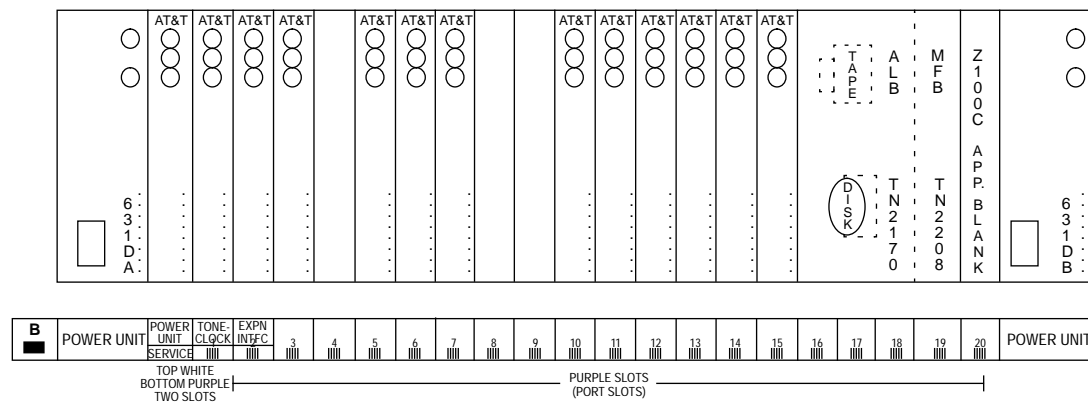 AT&T AT&T AT&T AT&T AT&T AT&T AT&T AT&T AT&T AT&T AT&T AT&T AT&T
631DA
TAPE
DISK
ALB
TN2170
MFB
TN2208
Z100C APP. BLANK
631DB
B
POWER UNIT
POWER UNIT
SERVICE
TONE-CLOCK
1
EXPN INTFC
2
3 4 5 6 7 8 9 10 11 12 13 14 15 16 17 18 19 20
POWER UNIT
TOP WHITE
BOTTOM PURPLE
TWO SLOTS
PURPLE SLOTS
(PORT SLOTS)